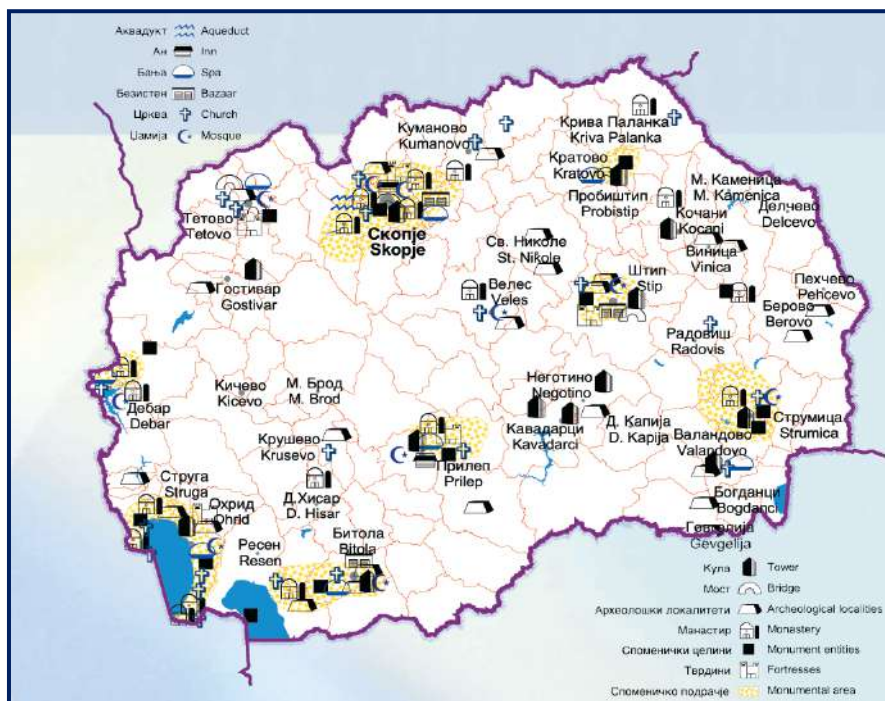 Аквадукт Aqueduct
Ан Inn
Бања Spa
Безистен Bazaar
Црква Church
Џамија Mosque
Куманово
Kumanovo
Крива Паланка
Kriva Palanka
Кратово
Kratovo
Пробиштип
Probistip
М. Каменица
M. Kamenica
Делчево
Delcevo
Кочани
Kocani
Виница
Vinica
Тетово
Tetovo
Скопје
Skopje
Св. Николе
St. Nikole
Штип
Stip
Пехчево
Pehcevo
Берово
Berovo
Гостивар
Gostivar
Велес
Veles
Радовиш
Radovis
Дебар
Debar
Кичево
Kicevo
М. Брод
M. Brod
Неготино
Negotino
Кавадарци
Kavadarci
Д. Капија
D. Kapija
Струмица
Strumica
Валандово
Valandovo
Крушево
Krusevo
Прилеп
Prilep
Струга
Struga
Охрид
Ohrid
Д.Хисар
D. Hisar
Битола
Bitola
Ресен
Resen
Богданци
Bogdanci
Гевгелија
Gevgelija
Кула Tower
Мост Bridge
Археолошки локалитети Archeological localities
Манастир Monastery
Споменички целини Monument entities
Тврдини Fortresses
Споменичко подрачје Monumental area